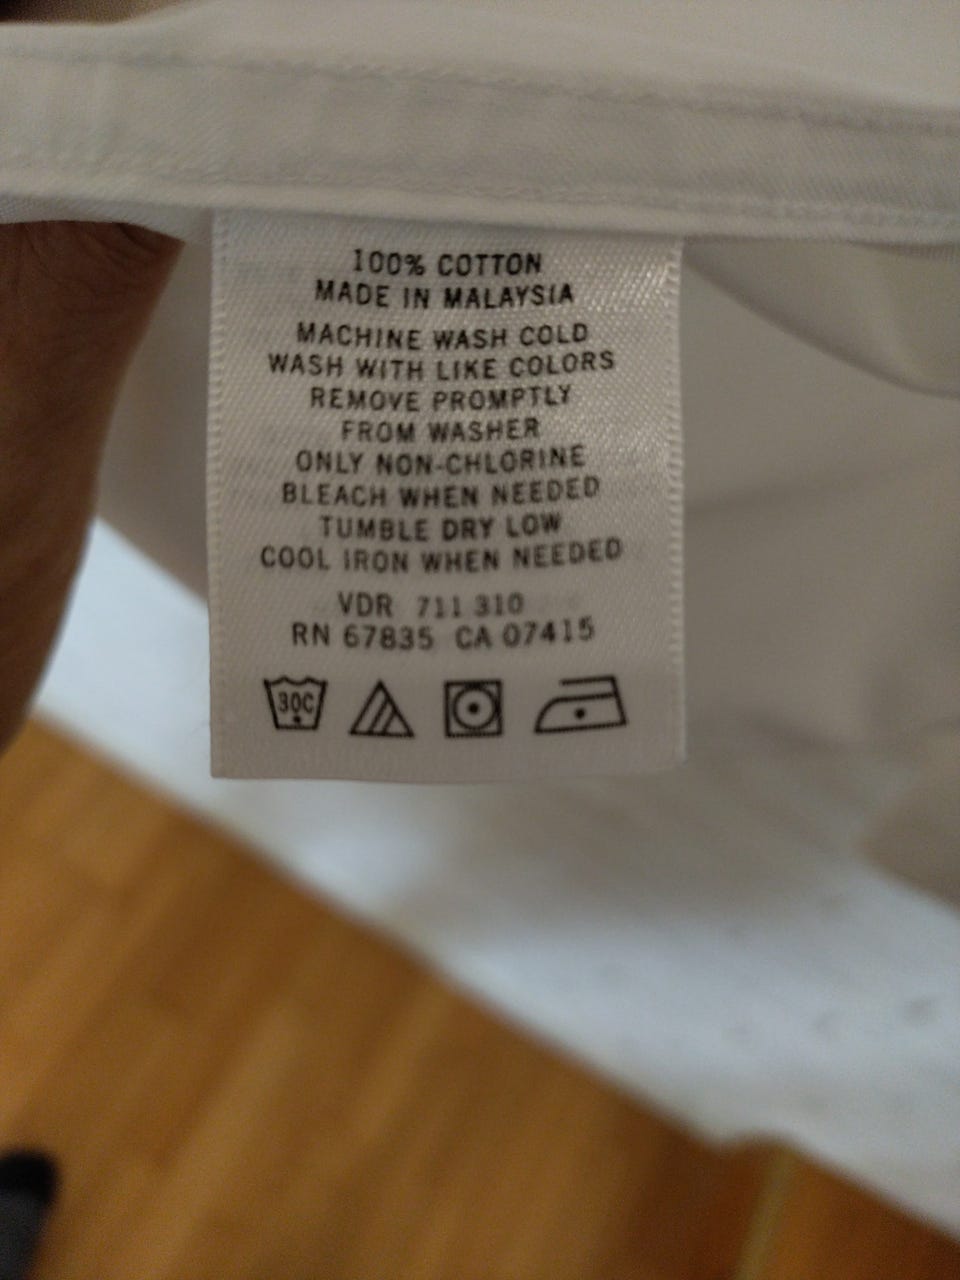 100% COTTON
MADE IN MALAYSIA
MACHINE WASH COLD
WASH WITH LIKE COLORS
REMOVE PROMPTLY
FROM WASHER
ONLY NON-CHLORINE
BLEACH WHEN NEEDED
TUMBLE DRY LOW
COOL IRON WHEN NEEDED
VDR 711 310
RN 67835 CA 07415
30C